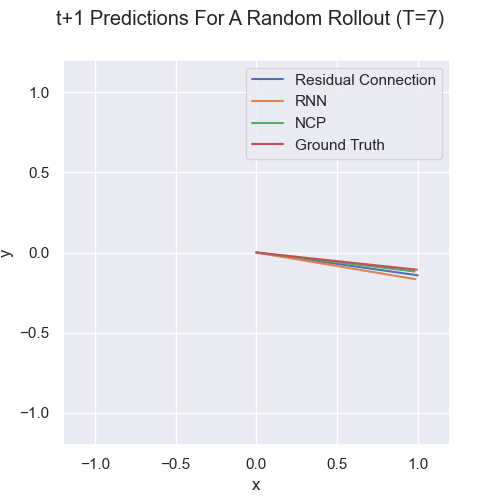 t+1 Predictions For A Random Rollout (T=7)
Residual Connection
RNN
NCP
Ground Truth
1.0
0.5
0.0
−0.5
−1.0
y
−1.0 −0.5 0.0 0.5 1.0
x